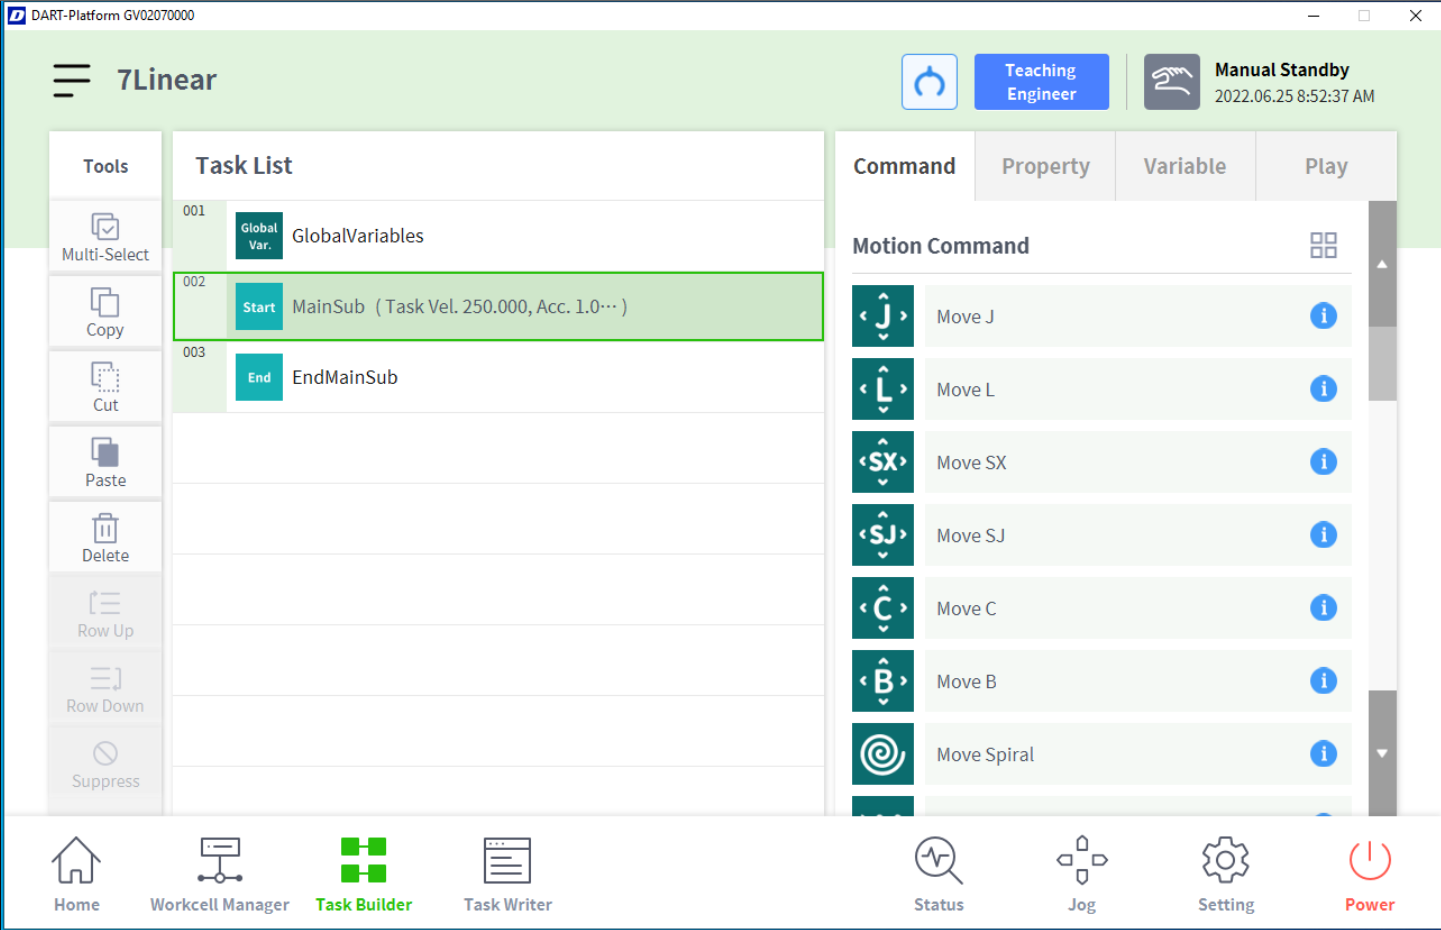 DART-Platform GV02070000
7Linear
Teaching
Engineer
Manual Standby
2022.06.25 8:52:37 AM
Tools
Multi-Select
Copy
Cut
Paste
Delete
Row Up
Row Down
Suppress
Task List
001
Global
Var.
GlobalVariables
002
Start
MainSub ( Task Vel. 250.000, Acc. 1.0··· )
003
End
EndMainSub
Command
Property
Variable
Play
Motion Command
J
Move J
L
Move L
SX
Move SX
SJ
Move SJ
C
Move C
B
Move B
Move Spiral
Home
Workcell Manager
Task Builder
Task Writer
Status
Jog
Setting
Power